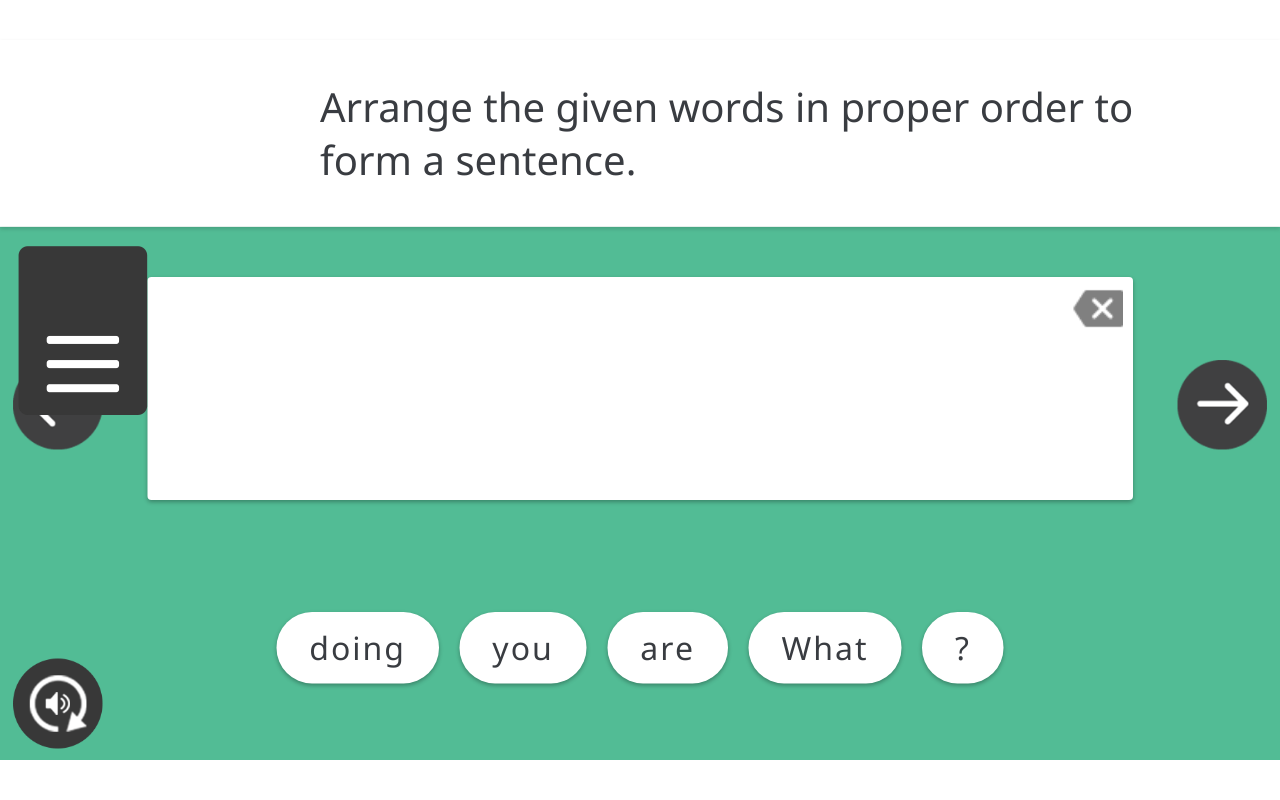 Arrange the given words in proper order to
form a sentence.
doing you are What ?